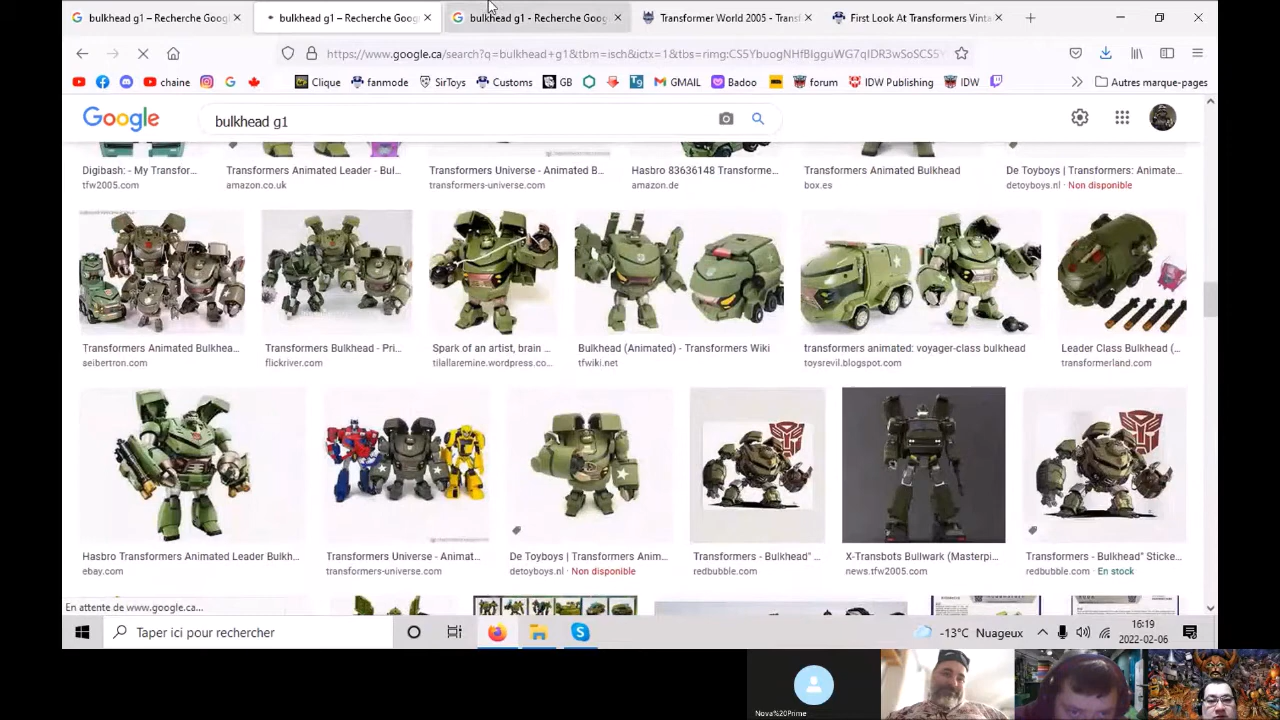 bulkhead g1 – Recherche Goog
bulkhead g1 – Recherche Goog
bulkhead g1 - Recherche Goog
Transformer World 2005 - Trans
First Look At Transformers Vinta
https://www.google.ca/search?q=bulkhead+g1&tbm=isch&ictx=1&tbs=rimg:CS5YbuogNHfBIgguWG7qIDR3wSoSCS5Y
chaine
Clique
fanmode
SirToys
Customs
GB
GMAIL
Badoo
forum
IDW Publishing
IDW
Autres marque-pages
Google
bulkhead g1
Digibash: - My Transfor...
Transformers Animated Leader - Bul...
Transformers Universe - Animated B...
Hasbro 83636148 Transforme...
Transformers Animated Bulkhead
De Toyboys | Transformers: Animate...
tfw2005.com
amazon.co.uk
transformers-universe.com
amazon.de
box.es
detoyboys.nl - Non disponible
Transformers Animated Bulkhea...
Transformers Bulkhead - Pri...
Spark of an artist, brain ...
Bulkhead (Animated) - Transformers Wiki
transformers animated: voyager-class bulkhead
Leader Class Bulkhead (...
seibertron.com
flickriver.com
tilallaremine.wordpress.co...
tfwiki.net
toysrevil.blogspot.com
transformerland.com
Hasbro Transformers Animated Leader Bulkh...
Transformers Universe - Animat...
De Toyboys | Transformers Anim...
Transformers - Bulkhead" ...
X-Transbots Bullwark (Masterpi...
Transformers - Bulkhead" Sticke...
ebay.com
transformers-universe.com
detoyboys.nl - Non disponible
redbubble.com
news.tfw2005.com
redbubble.com - En stock
En attente de www.google.ca...
Taper ici pour rechercher
-13°C Nuageux
16:19
2022-02-06
Nova%20Prime